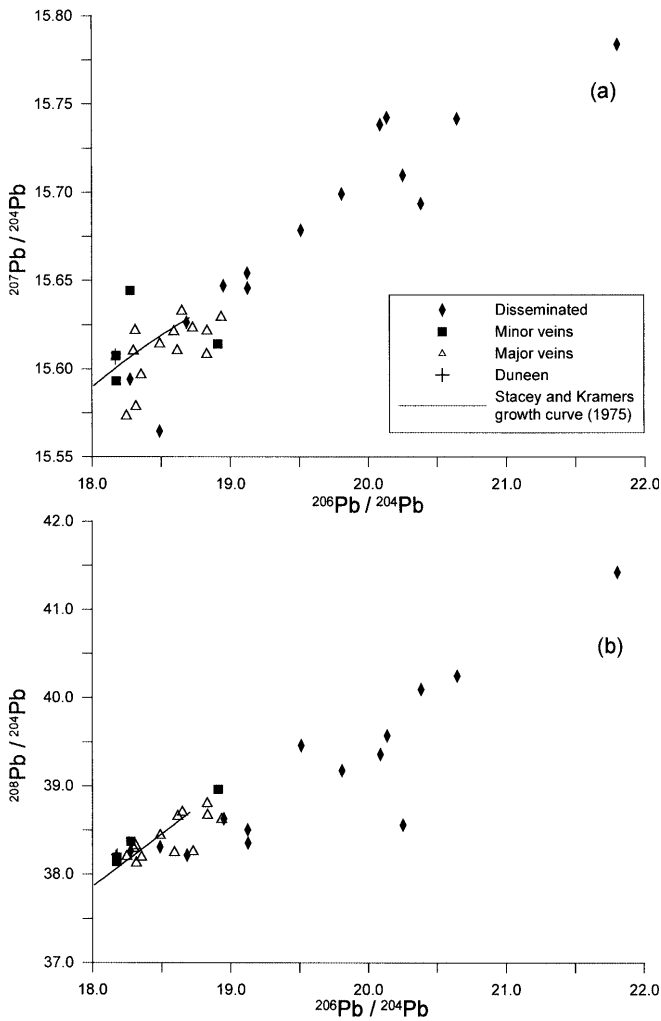 15.80
15.75
15.70
15.65
15.60
15.55
207Pb / 204Pb
(a)
Disseminated
Minor veins
Major veins
Duneen
Stacey and Kramers
growth curve (1975)
18.0 19.0 20.0 21.0 22.0
206Pb / 204Pb
42.0
41.0
40.0
39.0
38.0
37.0
208Pb / 204Pb
(b)
18.0 19.0 20.0 21.0 22.0
206Pb / 204Pb